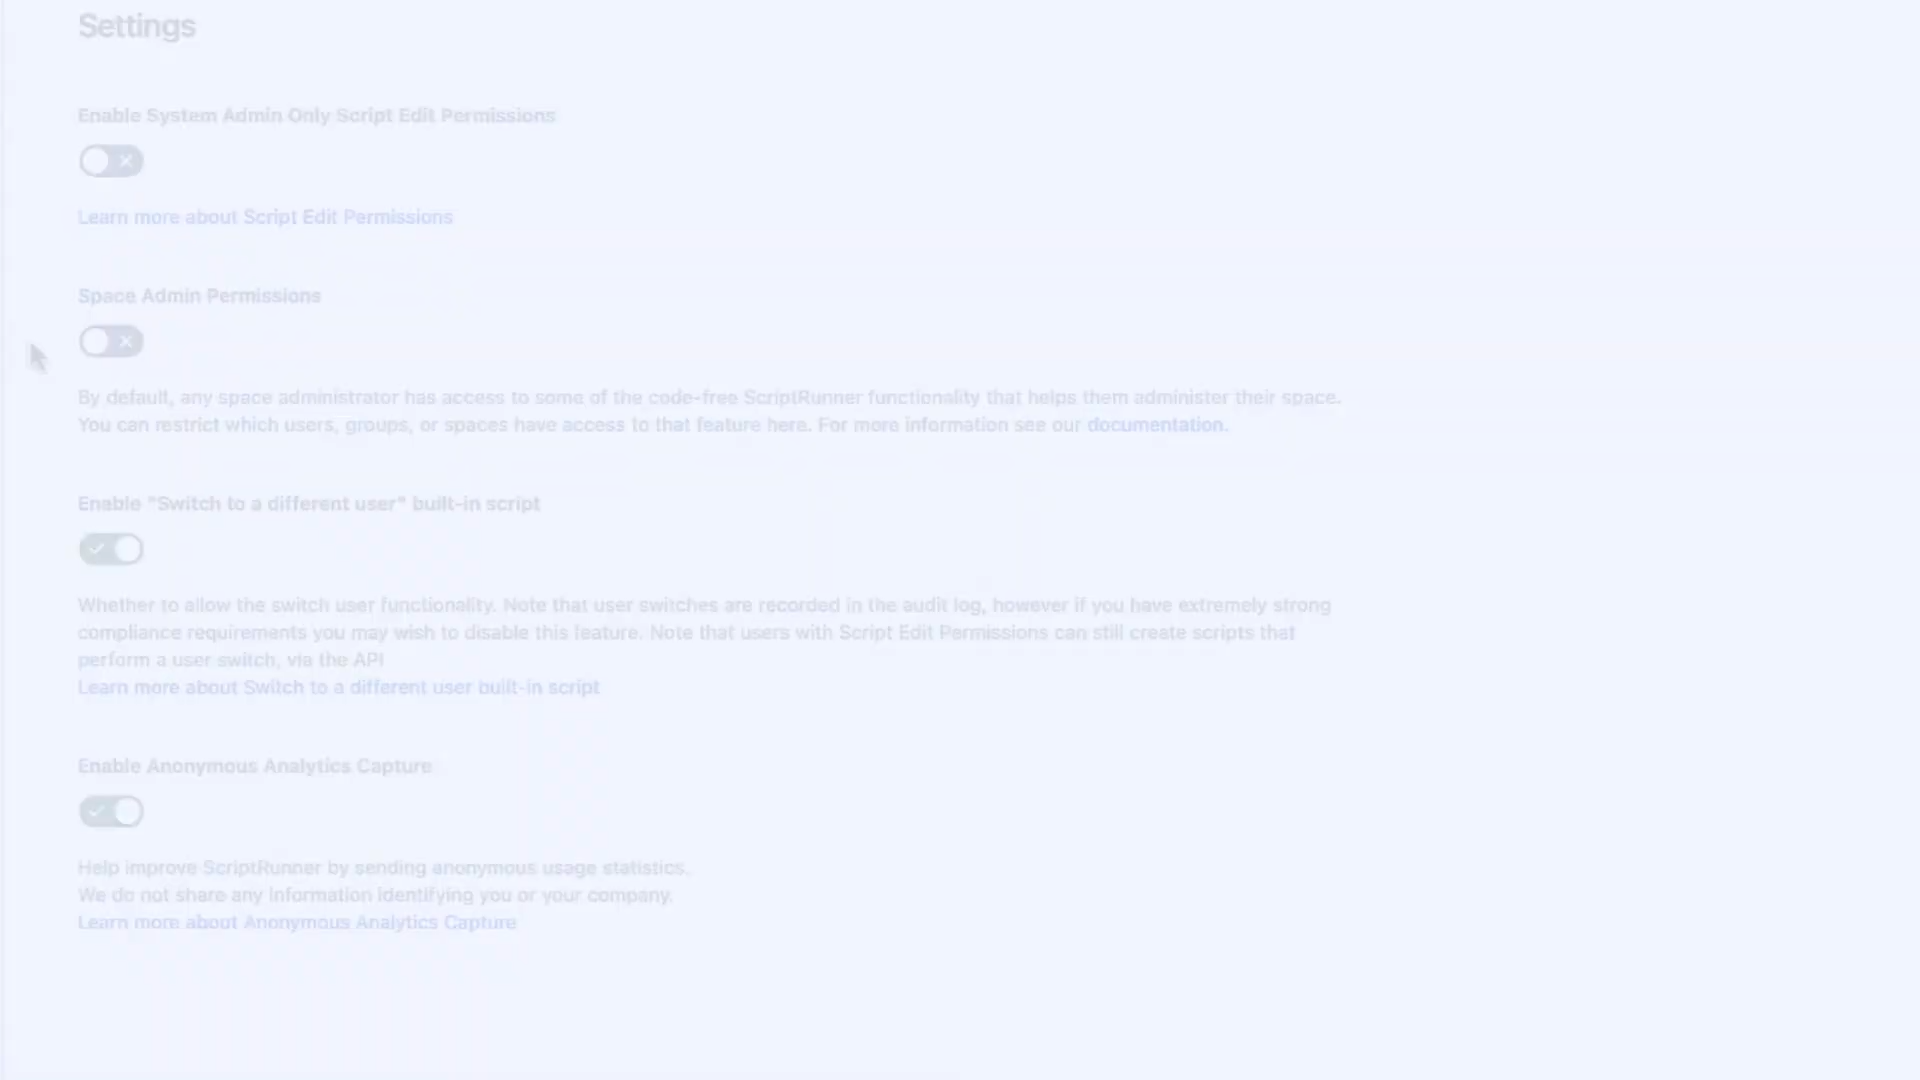 Settings
Enable System Admin Only Script Edit Permissions
Learn more about Script Edit Permissions
Space Admin Permissions
By default, any space administrator has access to some of the code-free ScriptRunner functionality that helps them administer their space.
You can restrict which users, groups, or spaces have access to that feature here. For more information see our documentation.
Enable "Switch to a different user" built-in script
Whether to allow the switch user functionality. Note that user switches are recorded in the audit log, however if you have extremely strong
compliance requirements you may wish to disable this feature. Note that users with Script Edit Permissions can still create scripts that
perform a user switch, via the API
Learn more about Switch to a different user built-in script
Enable Anonymous Analytics Capture
Help improve ScriptRunner by sending anonymous usage statistics.
We do not share any information identifying you or your company.
Learn more about Anonymous Analytics Capture